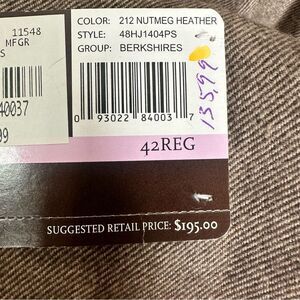 11548
MFGR
S
40037
99
COLOR: 212 NUTMEG HEATHER
STYLE: 48HJ1404PS
GROUP: BERKSHIRES
0 93022 84003 7
135,99
42REG
SUGGESTED RETAIL PRICE: $195.00